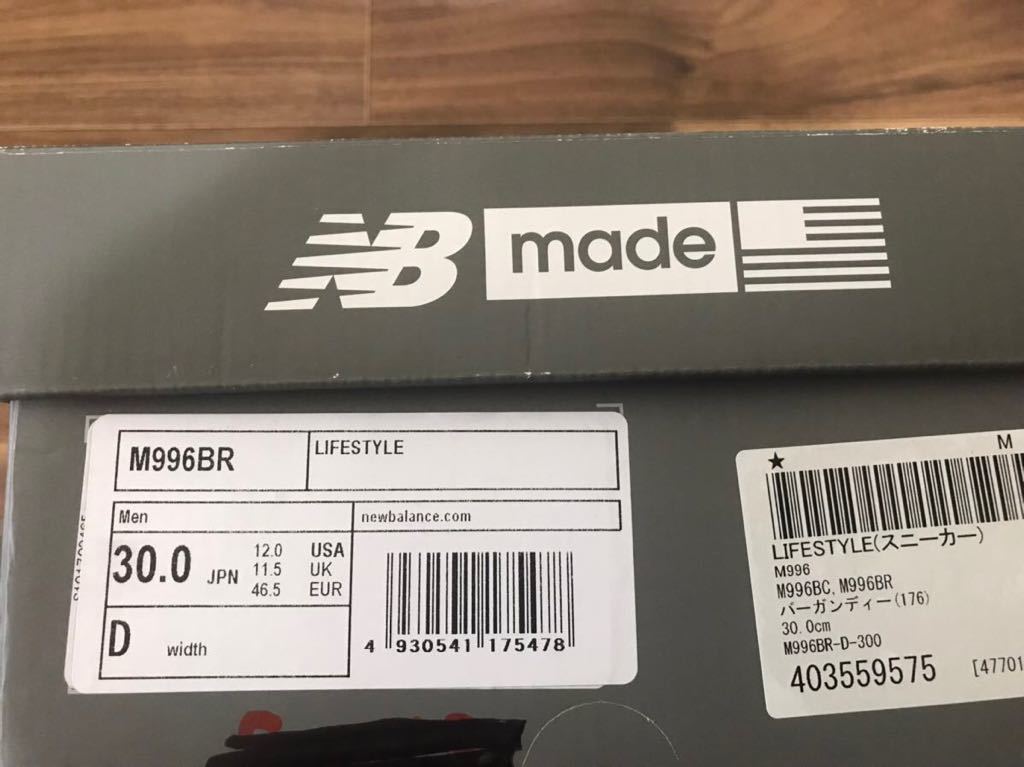 NB made
M996BR
LIFESTYLE
Men
newbalance.com
30.0 JPN
12.0 USA
11.5 UK
46.5 EUR
D width
4 930541 175478
★ M
LIFESTYLE(スニーカー)
M996
M996BC, M996BR
バーガンディー(176)
30.0cm
M996BR-D-300
403559575 [47701